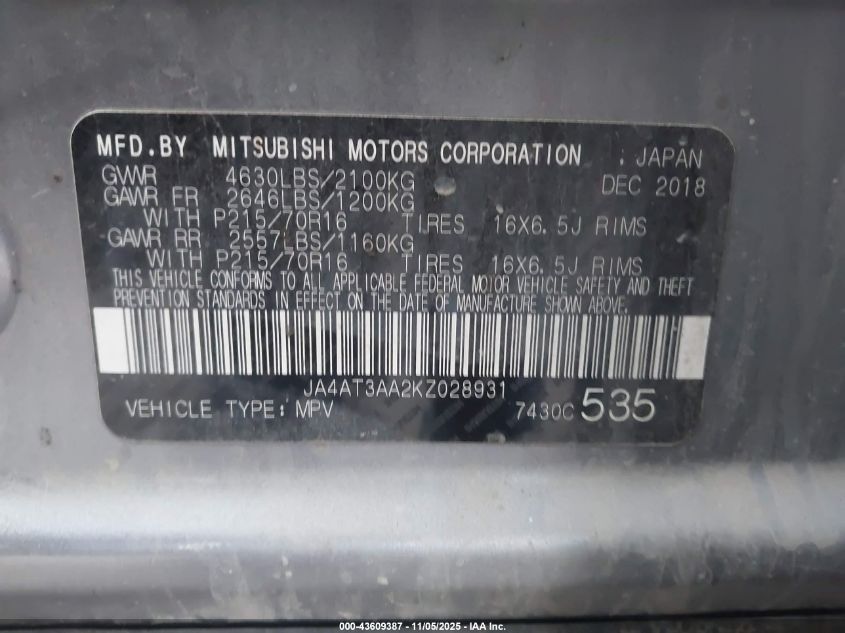 MFD.BY MITSUBISHI MOTORS CORPORATION : JAPAN
GVWR 4630LBS/2100KG DEC 2018
GAWR FR 2646LBS/1200KG
WITH P215/70R16 TIRES 16X6.5J RIMS
GAWR RR 2557LBS/1160KG
WITH P215/70R16 TIRES 16X6.5J RIMS
THIS VEHICLE CONFORMS TO ALL APPLICABLE FEDERAL MOTOR VEHICLE SAFETY AND THEFT
PREVENTION STANDARDS IN EFFECT ON THE DATE OF MANUFACTURE SHOWN ABOVE.
JA4AT3AA2KZ028931
VEHICLE TYPE: MPV 7430C 535
000-43609387 - 11/05/2025 - IAA Inc.